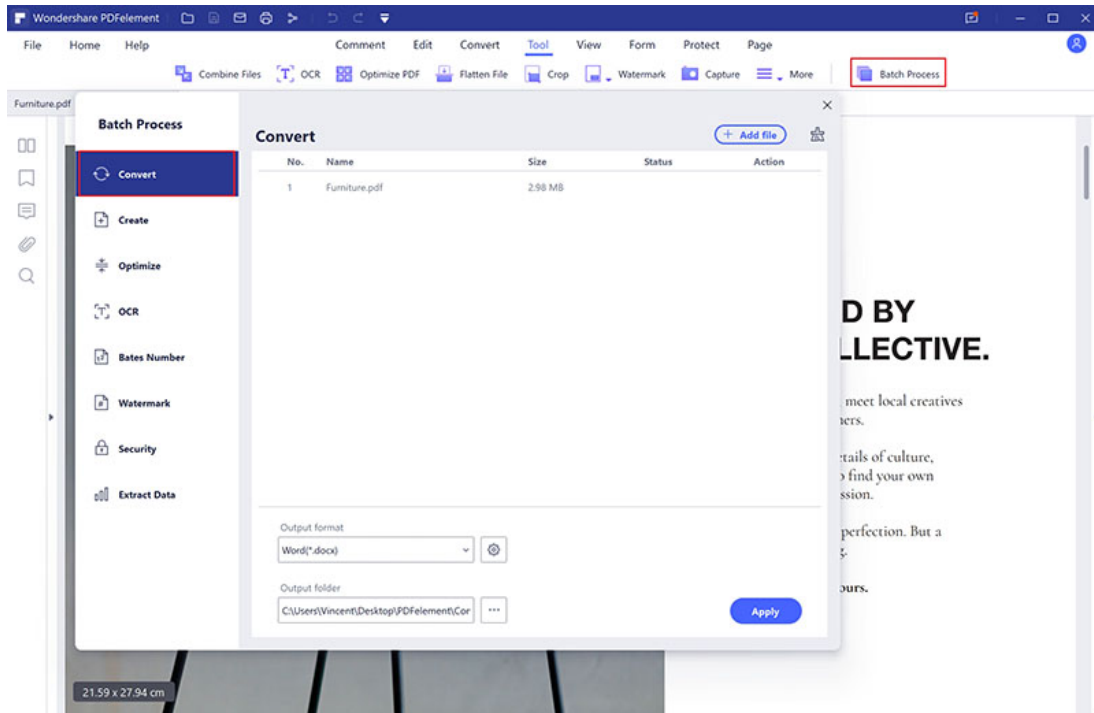 Wondershare PDFelement
File Home Help Comment Edit Convert Tool View Form Protect Page
Combine Files T OCR Optimize PDF Flatten File Crop Watermark Capture More Batch Process
Furniture.pdf
Batch Process
Convert
Create
Optimize
T OCR
Bates Number
Watermark
Security
Extract Data
Convert
+ Add file
No. Name Size Status Action
1 Furniture.pdf 2.98 MB
Output format
Word(*.docx)
Output folder
C:\Users\Vincent\Desktop\PDFelement\Cor
...
Apply
D BY
LLECTIVE.
meet local creatives
ners.
etails of culture,
o find your own
ssion.
perfection. But a
g.
ours.
21.59 x 27.94 cm